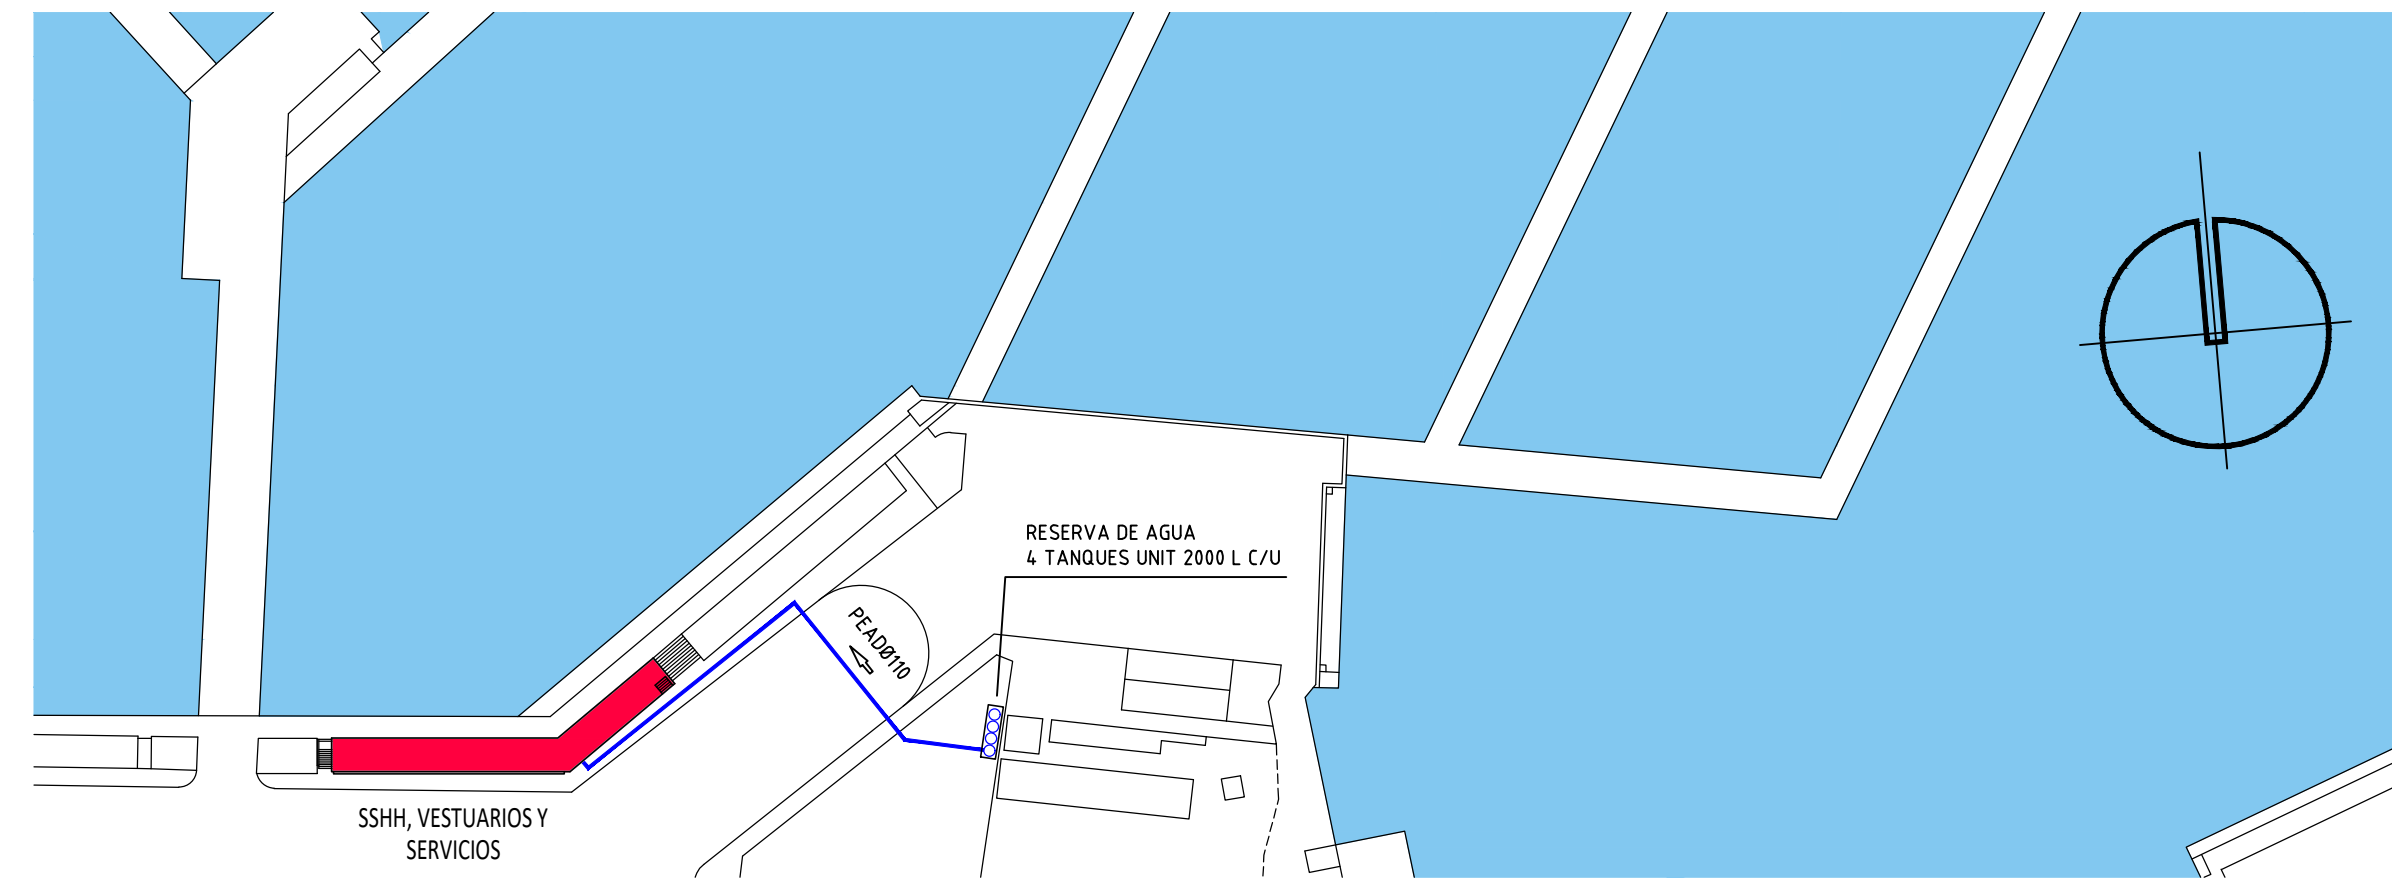 RESERVA DE AGUA
4 TANQUES UNIT 2000 L C/U
PEADØ110
SSHH, VESTUARIOS Y
SERVICIOS